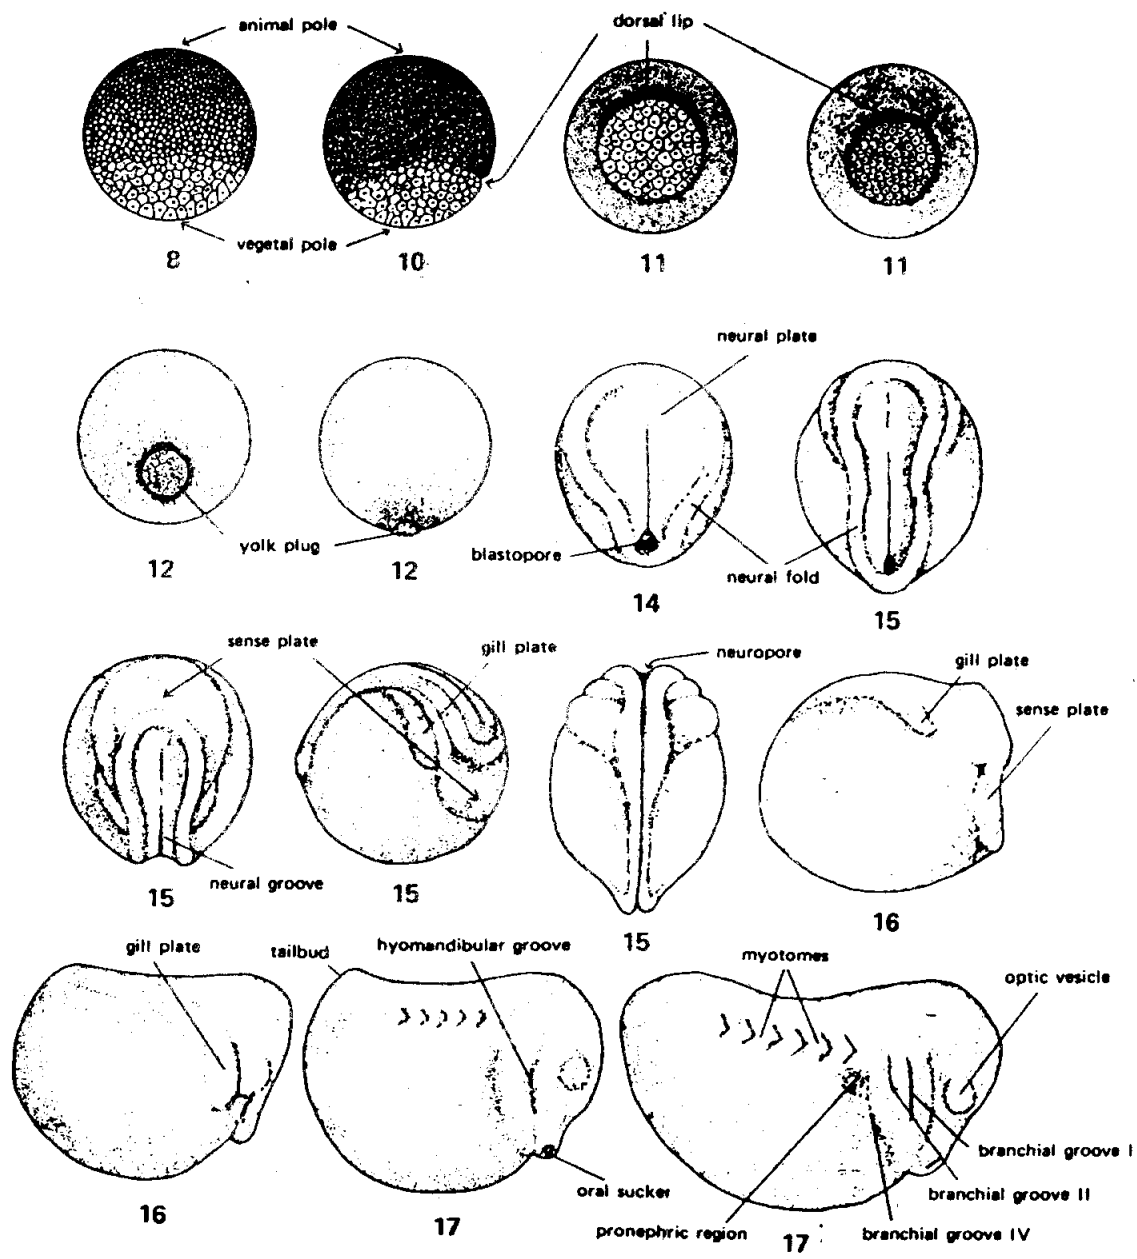 animal pole
dorsal lip
vegetal pole
8
10
11
11
neural plate
yolk plug
blastopore
neural fold
12
12
14
15
sense plate
gill plate
neuropore
gill plate
sense plate
neural groove
15
15
15
16
gill plate
tailbud
hyomandibular groove
myotomes
optic vesicle
branchial groove I
oral sucker
branchial groove II
pronephric region
branchial groove IV
16
17
17